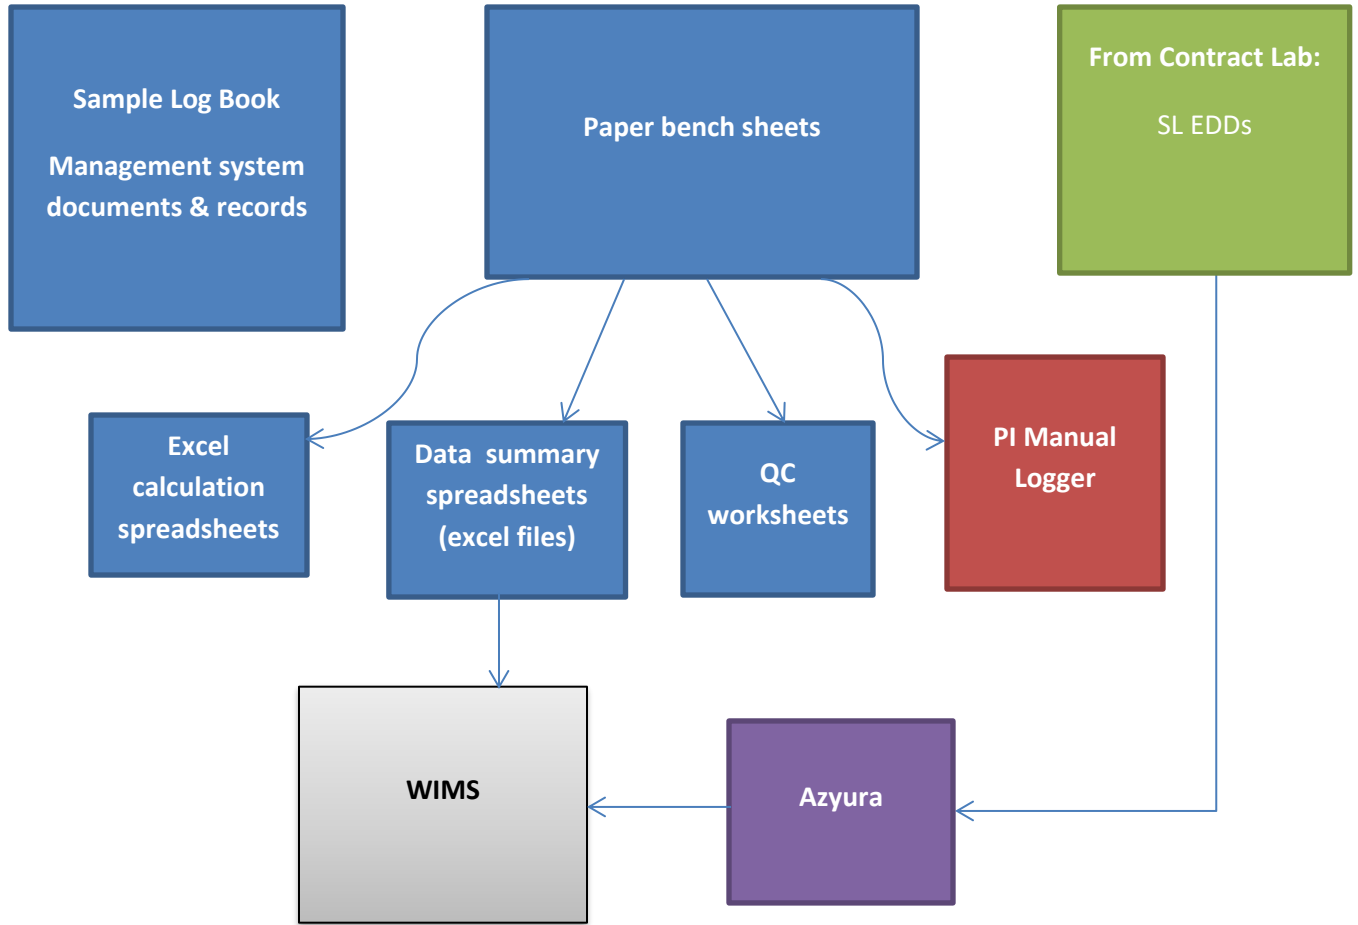 Sample Log Book
Management system
documents & records
Paper bench sheets
From Contract Lab:
SL EDDs
Excel
calculation
spreadsheets
Data  summary
spreadsheets
(excel files)
QC
worksheets
PI Manual
Logger
WIMS
Azyura